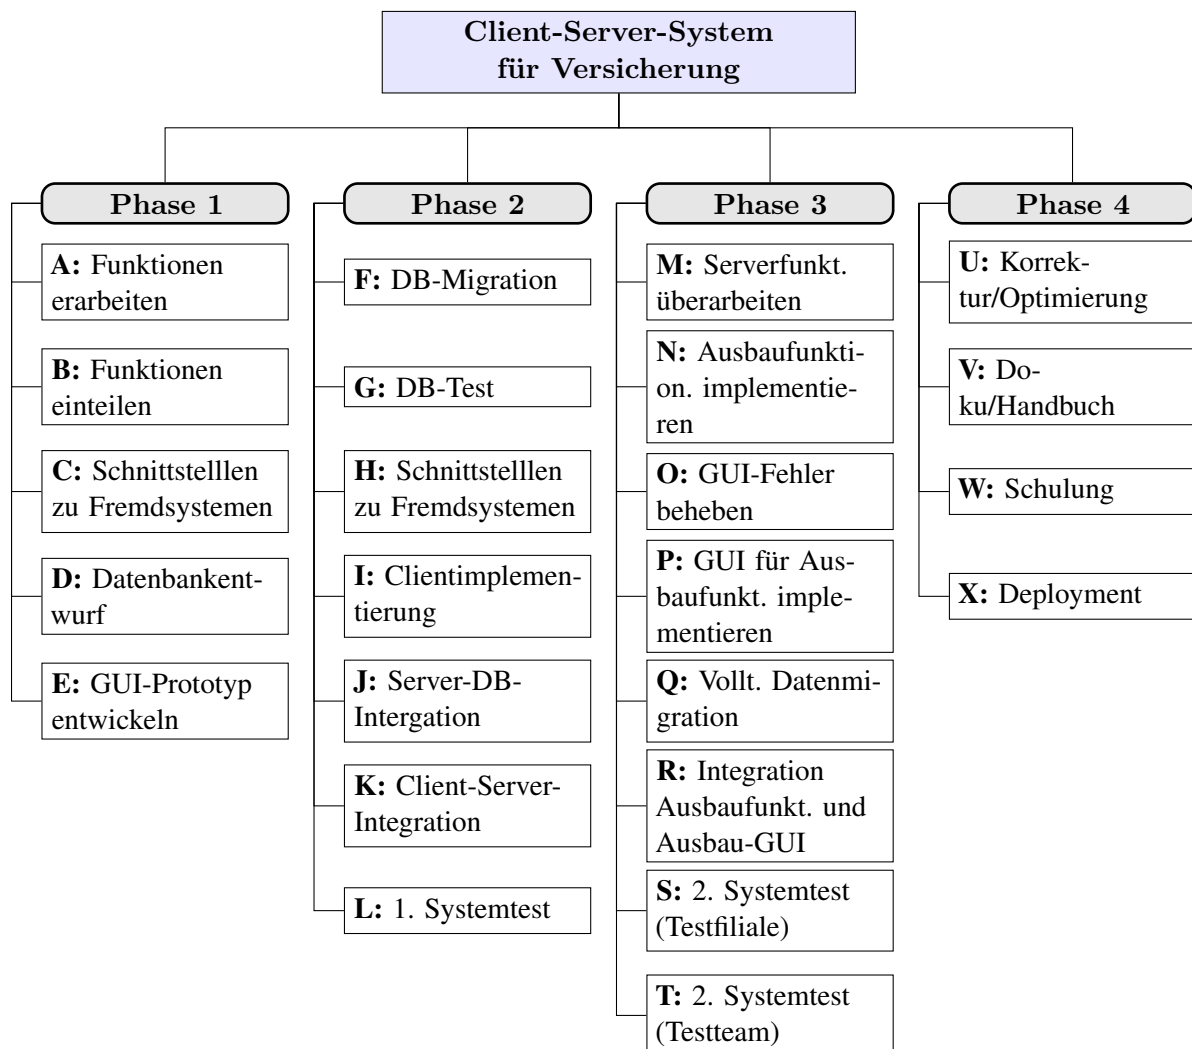 Client-Server-System
für Versicherung
Phase 1
A: Funktionen
erarbeiten
B: Funktionen
einteilen
C: Schnittstelllen
zu Fremdsystemen
D: Datenbankent-
wurf
E: GUI-Prototyp
entwickeln
Phase 2
F: DB-Migration
G: DB-Test
H: Schnittstelllen
zu Fremdsystemen
I: Clientimplemen-
tierung
J: Server-DB-
Intergation
K: Client-Server-
Integration
L: 1. Systemtest
Phase 3
M: Serverfunkt.
überarbeiten
N: Ausbaufunkti-
on. implementie-
ren
O: GUI-Fehler
beheben
P: GUI für Aus-
baufunkt. imple-
mentieren
Q: Vollt. Datenmi-
gration
R: Integration
Ausbaufunkt. und
Ausbau-GUI
S: 2. Systemtest
(Testfiliale)
T: 2. Systemtest
(Testteam)
Phase 4
U: Korrek-
tur/Optimierung
V: Do-
ku/Handbuch
W: Schulung
X: Deployment